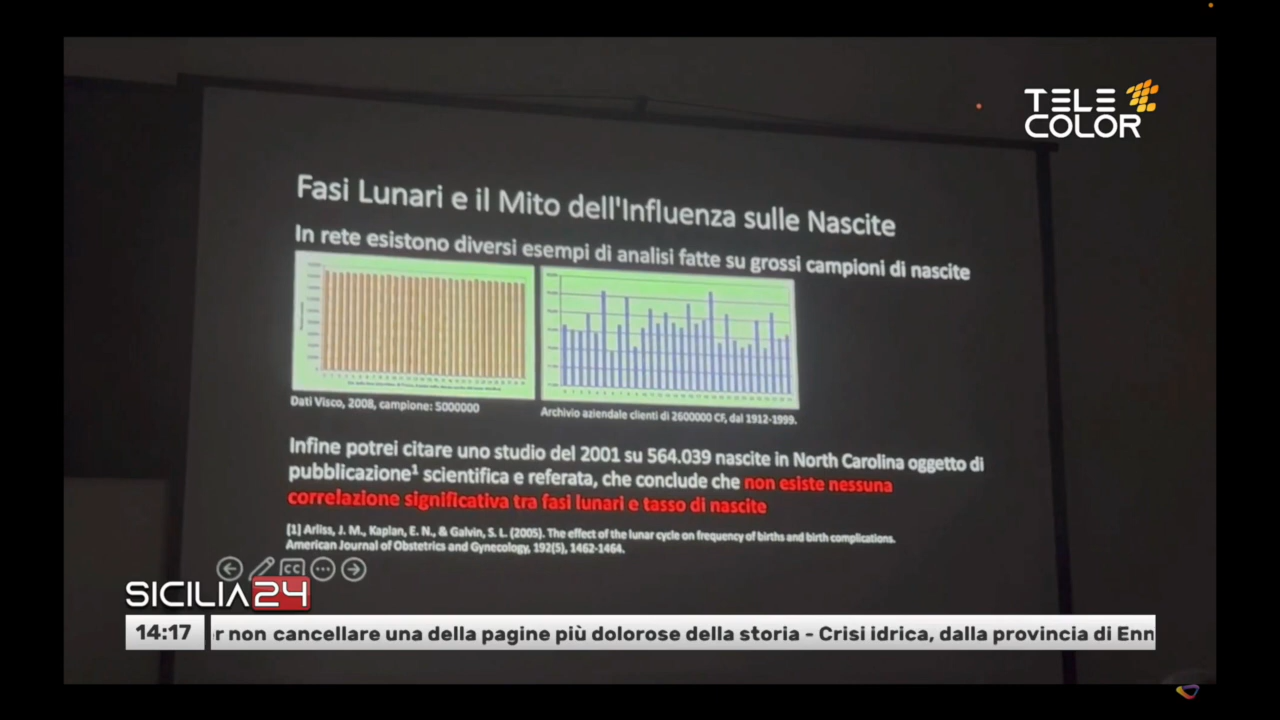 TELE
COLOR
Fasi Lunari e il Mito dell'Influenza sulle Nascite
In rete esistono diversi esempi di analisi fatte su grossi campioni di nascite
Dati Visco, 2008, campione: 5000000
Archivio aziendale clienti di 2600000 CF, dal 1912-1999.
Infine potrei citare uno studio del 2001 su 564.039 nascite in North Carolina oggetto di
pubblicazione¹ scientifica e referata, che conclude che non esiste nessuna
correlazione significativa tra fasi lunari e tasso di nascite
[1] Arliss, J. M., Kaplan, E. N., & Galvin, S. L. (2005). The effect of the lunar cycle on frequency of births and birth complications.
American Journal of Obstetrics and Gynecology, 192(5), 1462-1464.
CC
SICILIA24
14:17
r non cancellare una della pagine più dolorose della storia - Crisi idrica, dalla provincia di Enn